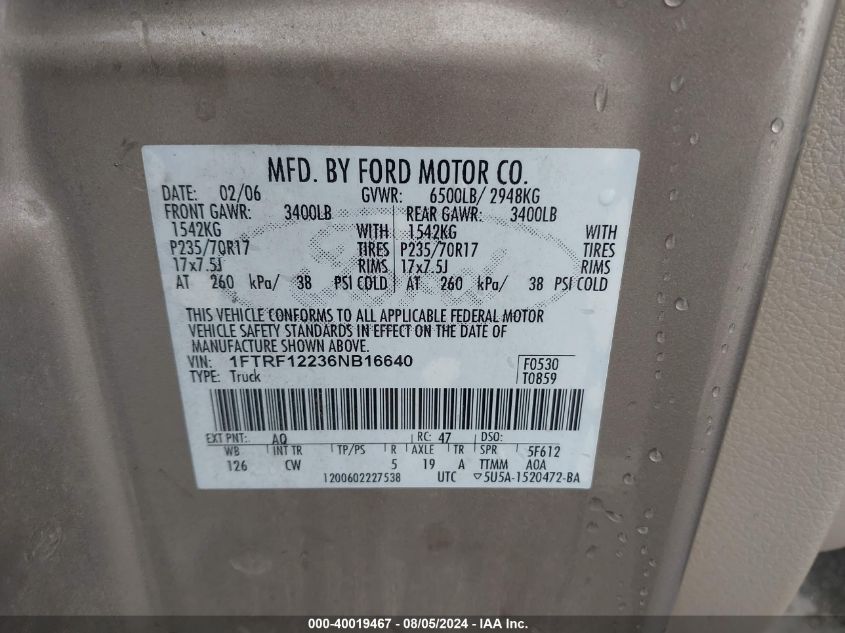 MFD. BY FORD MOTOR CO.
DATE: 02/06 GVWR: 6500LB/ 2948KG
FRONT GAWR: 3400LB REAR GAWR: 3400LB
1542KG WITH 1542KG WITH
P235/70R17 TIRES P235/70R17 TIRES
17x7.5J RIMS 17x7.5J RIMS
AT 260 kPa/ 38 PSI COLD AT 260 kPa/ 38 PSI COLD
THIS VEHICLE CONFORMS TO ALL APPLICABLE FEDERAL MOTOR
VEHICLE SAFETY STANDARDS IN EFFECT ON THE DATE OF
MANUFACTURE SHOWN ABOVE.
VIN: 1FTRF12236NB16640 F0530
TYPE: Truck T0859
EXT PNT: AQ RC: 47 DSO:
WB INT TR TP/PS R AXLE TR SPR 5F612
126 CW 5 19 A TTMM AOA
1200602227538 UTC ▽5U5A-1520472-BA
000-40019467 - 08/05/2024 - IAA Inc.